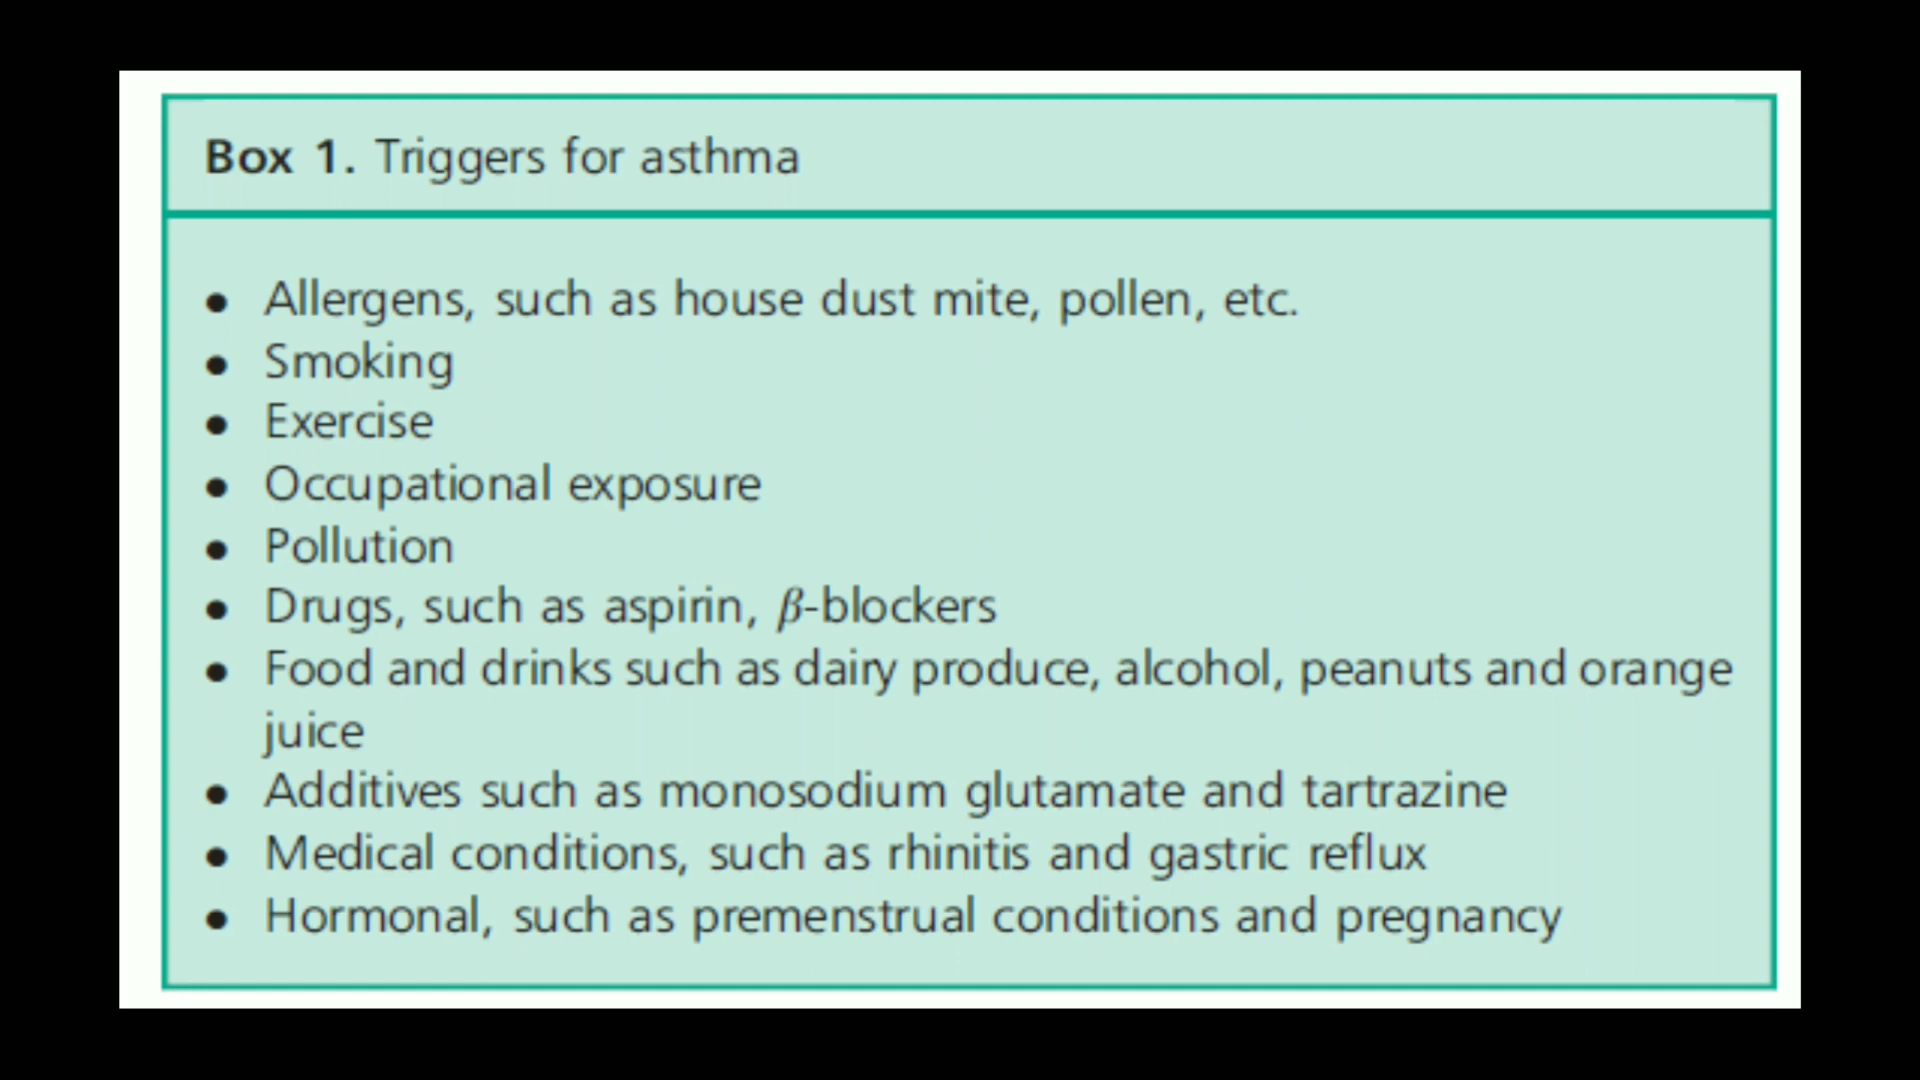 Box 1. Triggers for asthma
● Allergens, such as house dust mite, pollen, etc.
● Smoking
● Exercise
● Occupational exposure
● Pollution
● Drugs, such as aspirin, β-blockers
● Food and drinks such as dairy produce, alcohol, peanuts and orange
juice
● Additives such as monosodium glutamate and tartrazine
● Medical conditions, such as rhinitis and gastric reflux
● Hormonal, such as premenstrual conditions and pregnancy